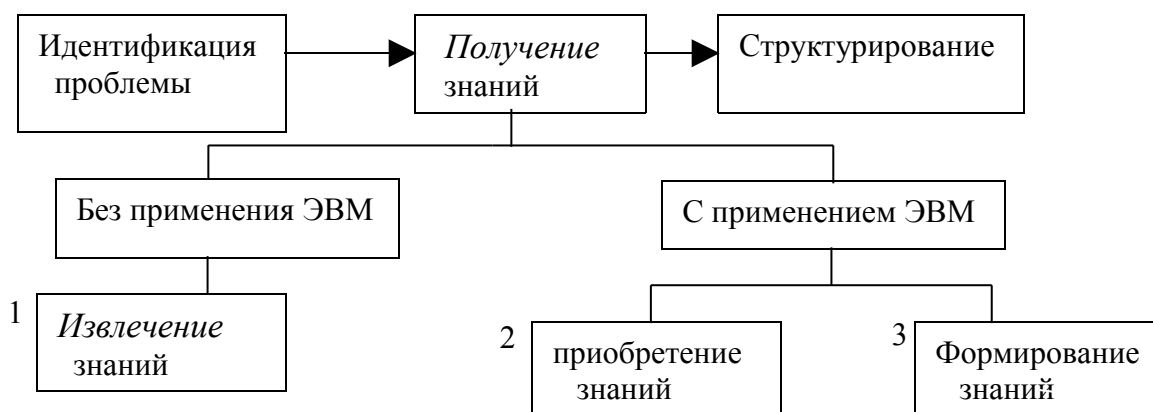 Идентификация
проблемы
Получение
знаний
Структурирование
Без применения ЭВМ
С применением ЭВМ
1
Извлечение
знаний
2
приобретение
знаний
3
Формирование
знаний